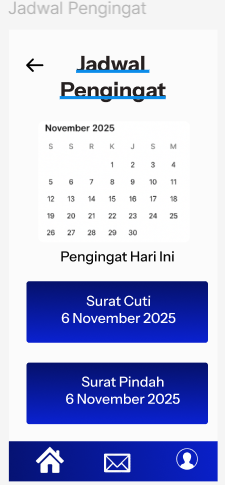 Jadwal Pengingat
Jadwal
Pengingat
November 2025
S S R K J S M
1 2 3 4
5 6 7 8 9 10 11
12 13 14 15 16 17 18
19 20 21 22 23 24 25
26 27 28 29 30
Pengingat Hari Ini
Surat Cuti
6 November 2025
Surat Pindah
6 November 2025